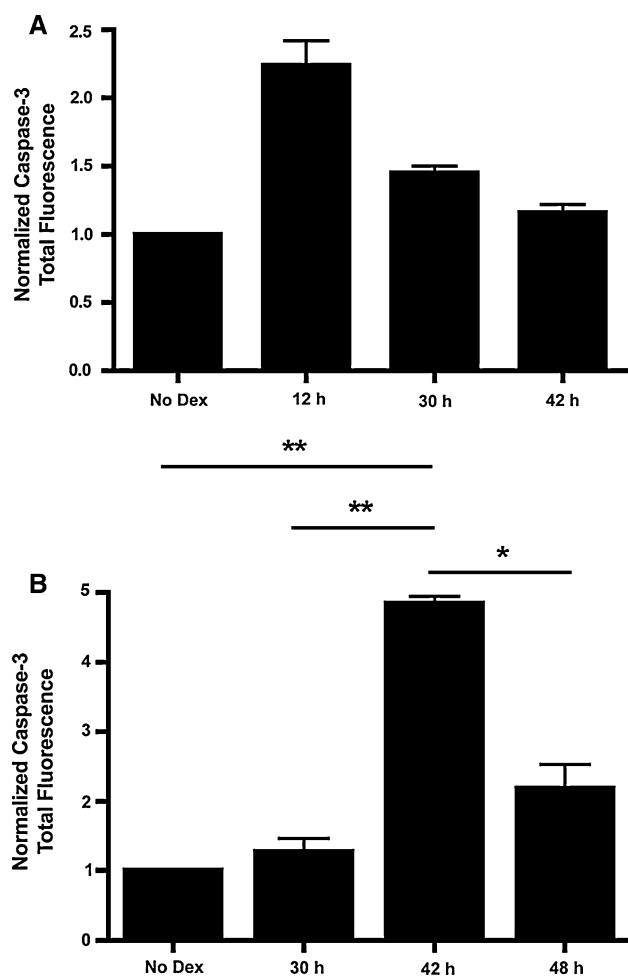 A
Normalized Caspase-3
Total Fluorescence
2.5
2.0
1.5
1.0
0.5
0.0
No Dex
12 h
30 h
42 h
**
**
*
B
Normalized Caspase-3
Total Fluorescence
5
4
3
2
1
0
No Dex
30 h
42 h
48 h